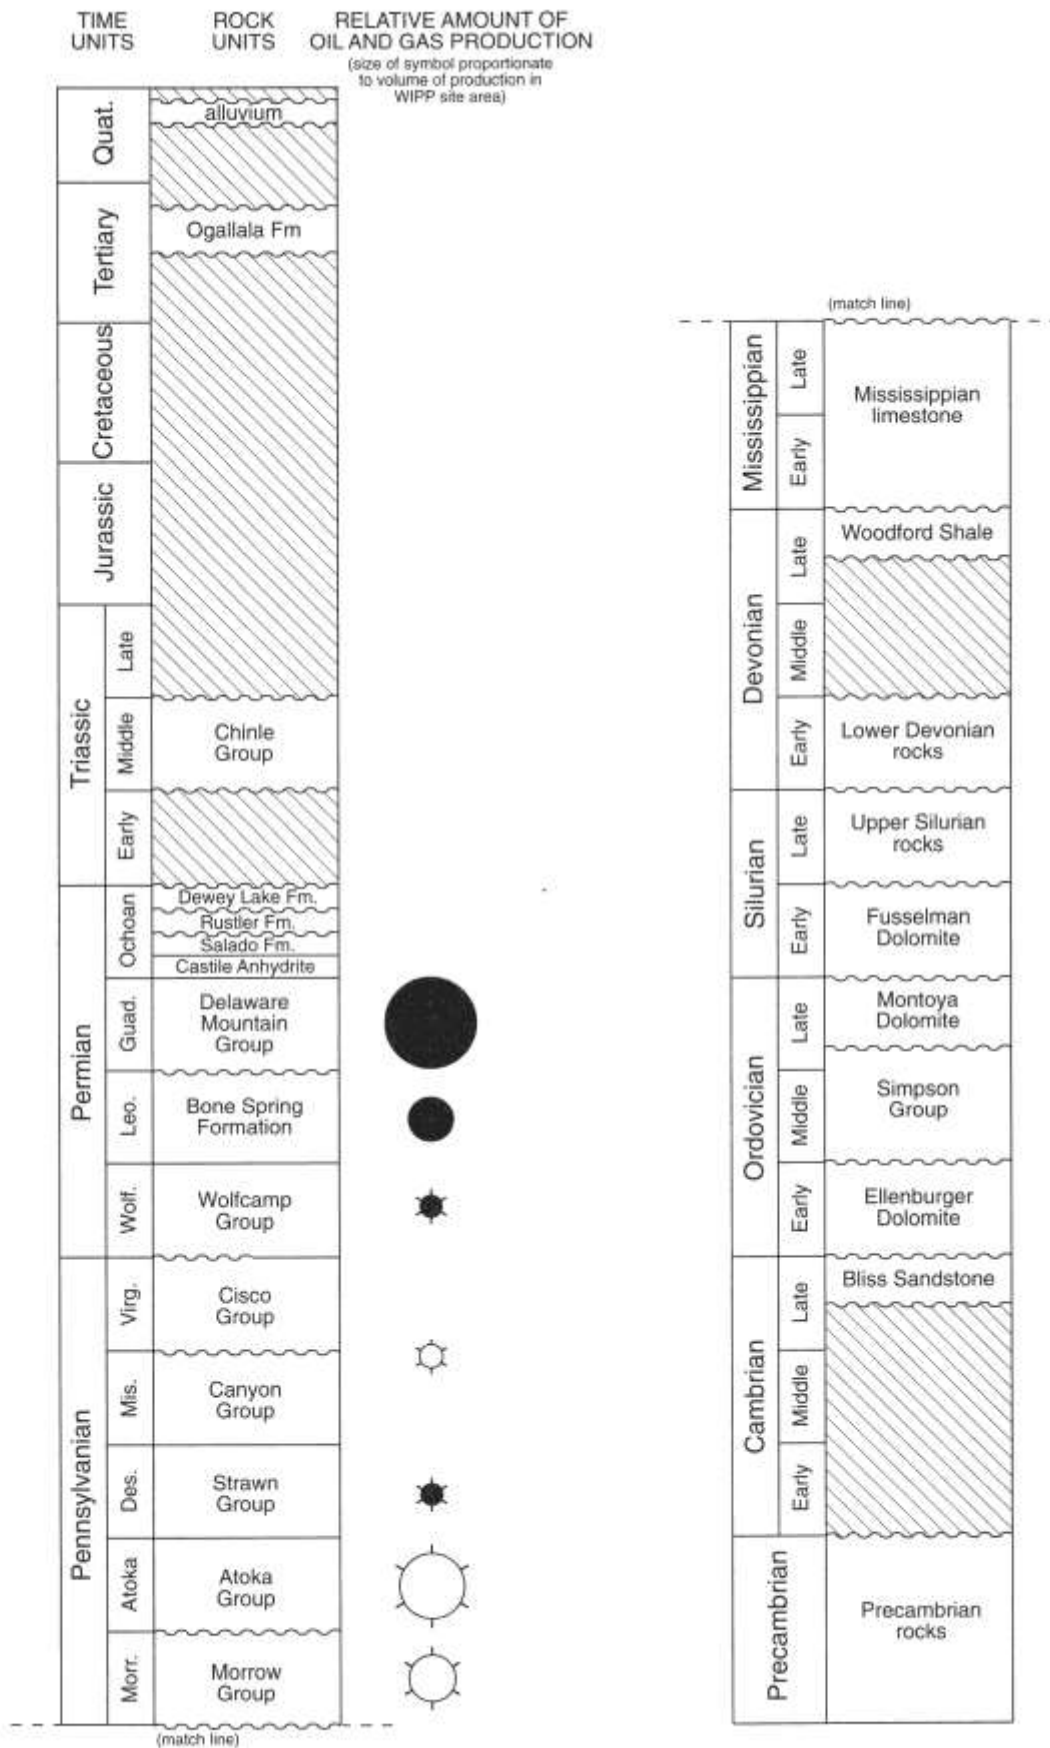 TIME
UNITS
ROCK
UNITS
RELATIVE AMOUNT OF
OIL AND GAS PRODUCTION
(size of symbol proportionate
to volume of production in
WIPP site area)
Quat.
alluvium
Tertiary
Ogallala Fm
Cretaceous
Jurassic
Triassic
Late
Middle
Chinle
Group
Early
Permian
Ochoan
Dewey Lake Fm.
Rustler Fm.
Salado Fm.
Castile Anhydrite
Guad.
Delaware
Mountain
Group
Leo.
Bone Spring
Formation
Wolf.
Wolfcamp
Group
Pennsylvanian
Virg.
Cisco
Group
Mis.
Canyon
Group
Des.
Strawn
Group
Atoka
Atoka
Group
Morr.
Morrow
Group
(match line)
(match line)
Mississippian
Late
Early
Mississippian
limestone
Devonian
Late
Woodford Shale
Middle
Early
Lower Devonian
rocks
Silurian
Late
Upper Silurian
rocks
Early
Fusselman
Dolomite
Ordovician
Late
Montoya
Dolomite
Middle
Simpson
Group
Early
Ellenburger
Dolomite
Cambrian
Late
Bliss Sandstone
Middle
Early
Precambrian
Precambrian
rocks